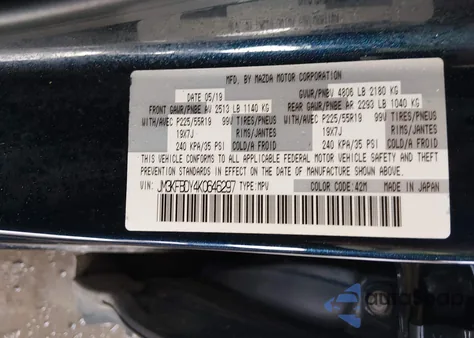 MFD. BY MAZDA MOTOR CORPORATION
DATE 05/19 GVWR/PNBV 4806 LB 2180 KG
FRONT GAWR/PNBE AV 2513 LB 1140 KG REAR GAWR/PNBE AR 2293 LB 1040 KG
WITH/AVEC P225/55R19 99V TIRES/PNEUS WITH/AVEC P225/55R19 99V TIRES/PNEUS
19X7J RIMS/JANTES 19X7J RIMS/JANTES
240 KPA/35 PSI COLD/A FROID 240 KPA/35 PSI COLD/A FROID
THIS VEHICLE CONFORMS TO ALL APPLICABLE FEDERAL MOTOR VEHICLE SAFETY AND THEFT
PREVENTION STANDARDS IN EFFECT ON THE DATE OF MANUFACTURE SHOWN ABOVE.
VIN: JM3KFBDY4K0646297 TYPE: MPV COLOR CODE: 42M MADE IN JAPAN
autoSnap